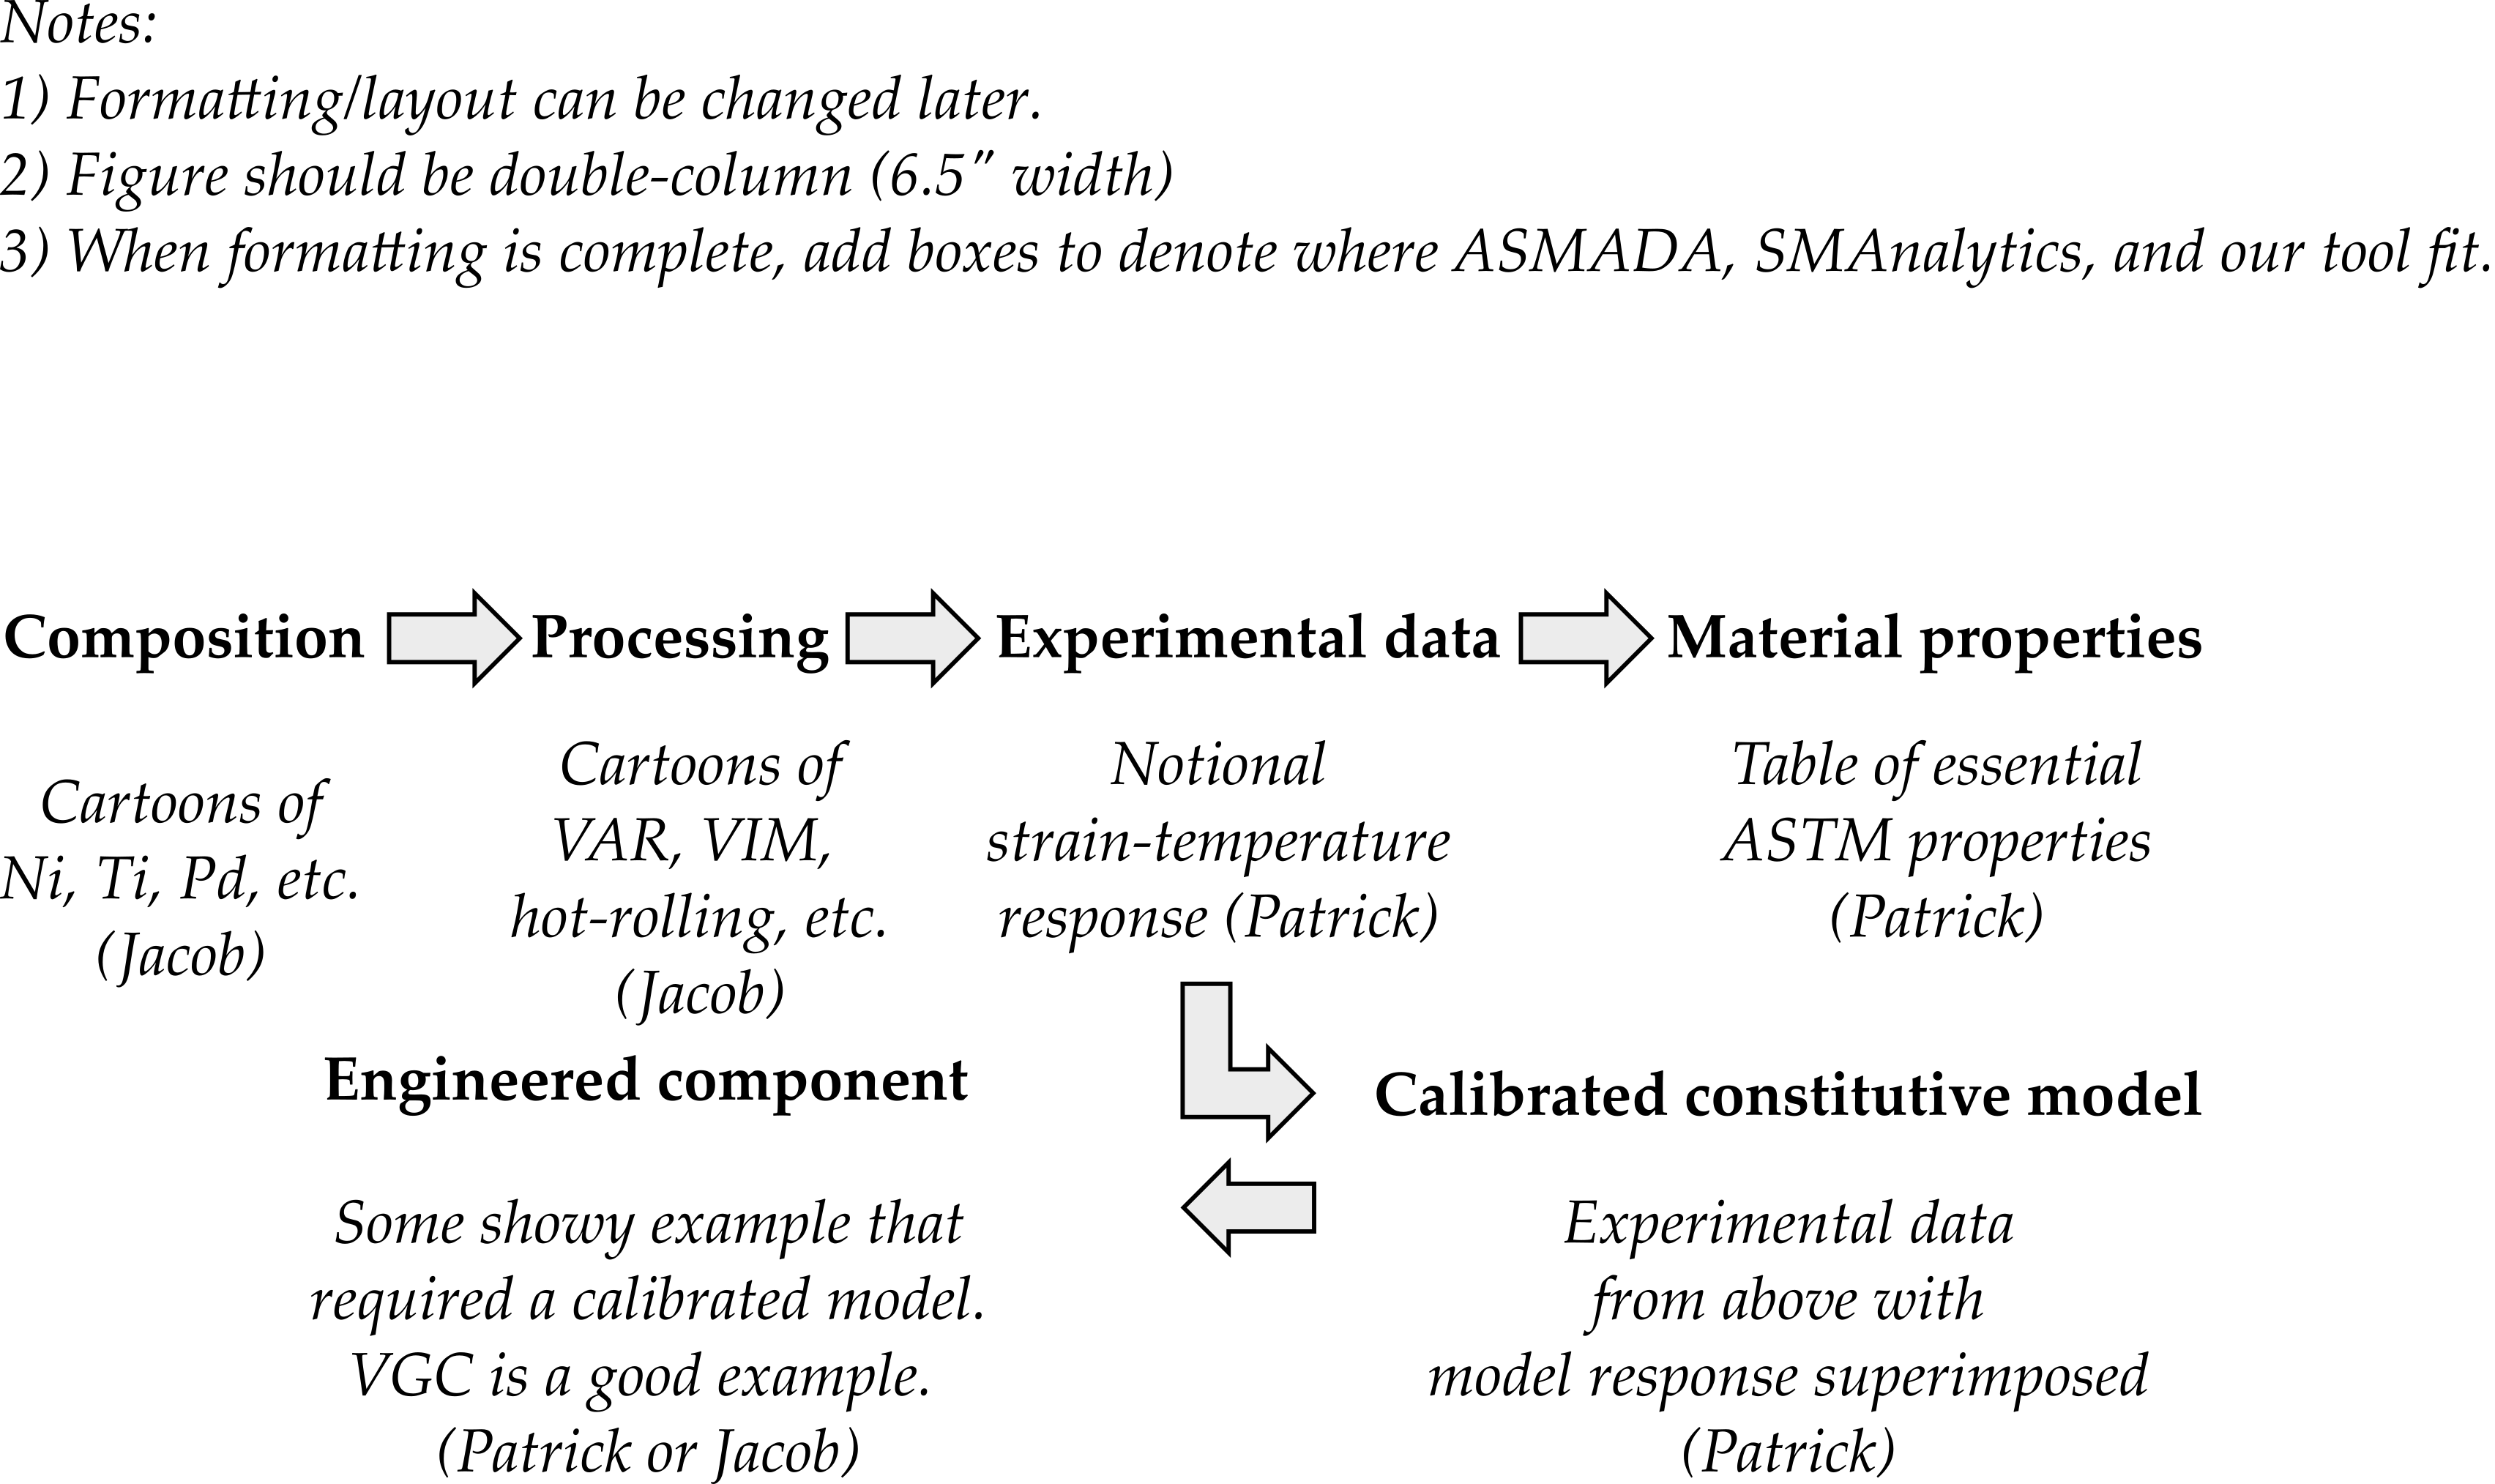 Notes:
1) Formatting/layout can be changed later.
2) Figure should be double-column (6.5″ width)
3) When formatting is complete, add boxes to denote where ASMADA, SMAnalytics, and our tool fit.
Composition
Processing
Experimental data
Material properties
Cartoons of
Ni, Ti, Pd, etc.
(Jacob)
Cartoons of
VAR, VIM,
hot-rolling, etc.
(Jacob)
Notional
strain-temperature
response (Patrick)
Table of essential
ASTM properties
(Patrick)
Engineered component
Some showy example that
required a calibrated model.
VGC is a good example.
(Patrick or Jacob)
Calibrated constitutive model
Experimental data
from above with
model response superimposed
(Patrick)